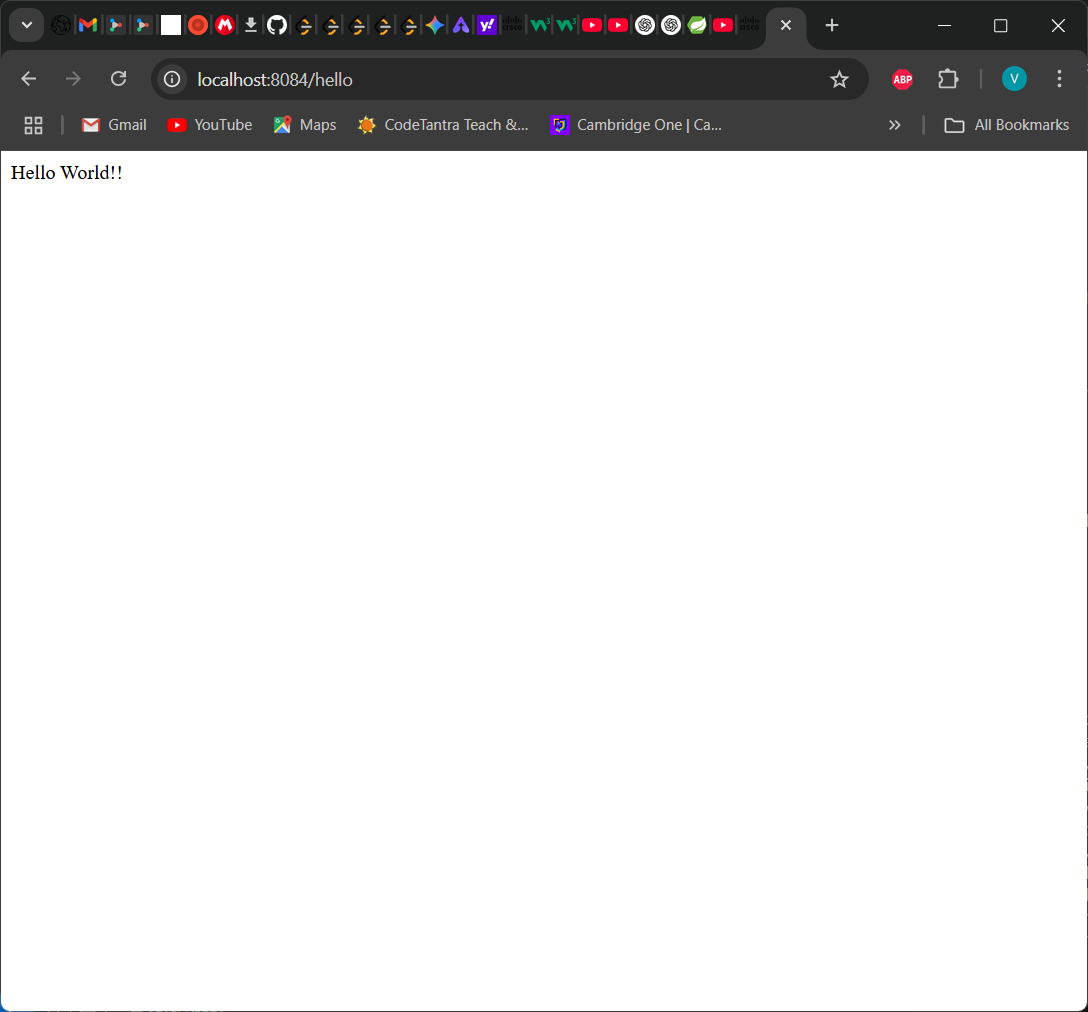 localhost:8084/hello
ABP
V
Gmail
YouTube
Maps
CodeTantra Teach &...
Cambridge One | Ca...
All Bookmarks
Hello World!!